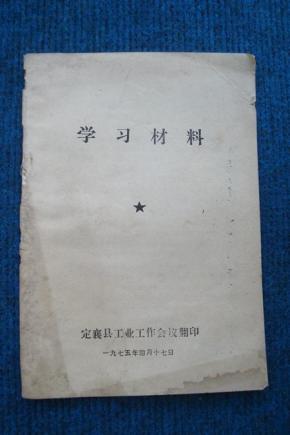 学习材料
★
定襄县工业工作会议翻印
一九七五年四月十七日